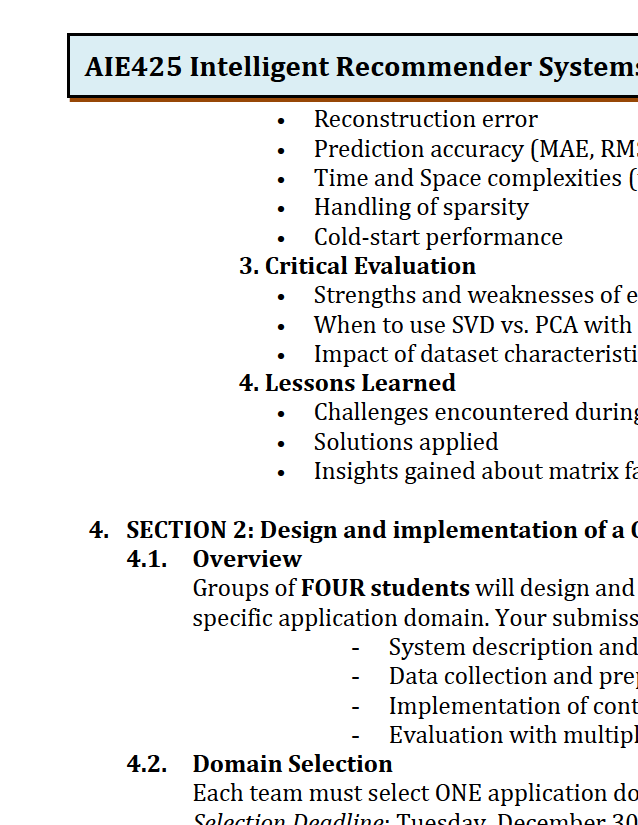 AIE425 Intelligent Recommender Systems
• Reconstruction error
• Prediction accuracy (MAE,
• Time and Space complexities (
• Handling of sparsity
• Cold-start performance
3. Critical Evaluation
• Strengths and weaknesses of
• When to use SVD vs. PCA with
• Impact of dataset
4. Lessons Learned
• Challenges encountered during
• Solutions applied
• Insights gained about matrix
4. SECTION 2: Design and implementation of a
4.1. Overview
Groups of FOUR students will design and
specific application domain. Your
- System description and
- Data collection and
- Implementation of
- Evaluation with
4.2. Domain Selection
Each team must select ONE application
Selection Deadline: Tuesday, December 30